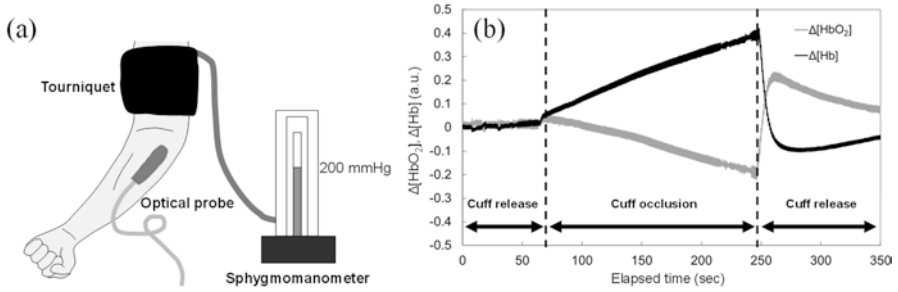 (a)
Tourniquet
200 mmHg
Optical probe
Sphygmomanometer
(b)
Δ[HbO₂], Δ[Hb] (a.u.)
0.5
0.4
0.3
0.2
0.1
0
-0.1
-0.2
-0.3
-0.4
0.5
Δ[HbO₂]
Δ[Hb]
Cuff release
Cuff occlusion
Cuff release
0 50 100 150 200 250 300 350
Elapsed time (sec)